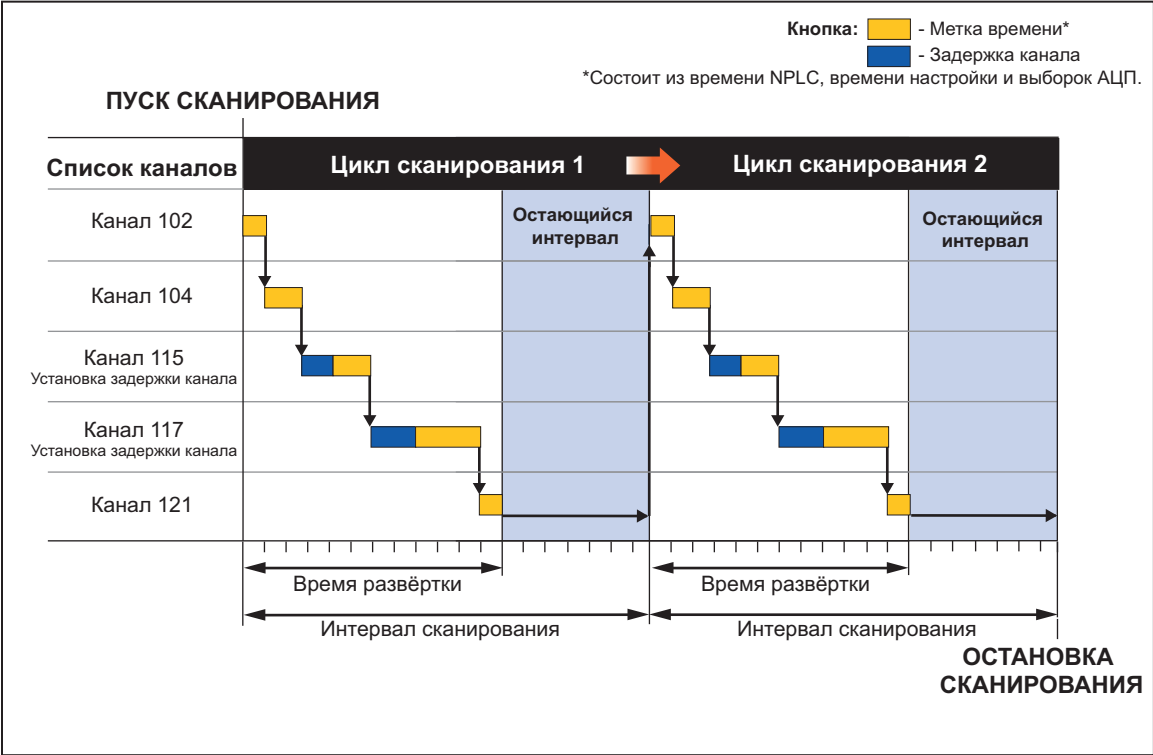 Кнопка: - Метка времени*
- Задержка канала
*Состоит из времени NPLC, времени настройки и выборок АЦП.
ПУСК СКАНИРОВАНИЯ
Список каналов
Цикл сканирования 1
Цикл сканирования 2
Канал 102
Остающийся
интервал
Остающийся
интервал
Канал 104
Канал 115
Установка задержки канала
Канал 117
Установка задержки канала
Канал 121
Время развёртки
Время развёртки
Интервал сканирования
Интервал сканирования
ОСТАНОВКА
СКАНИРОВАНИЯ